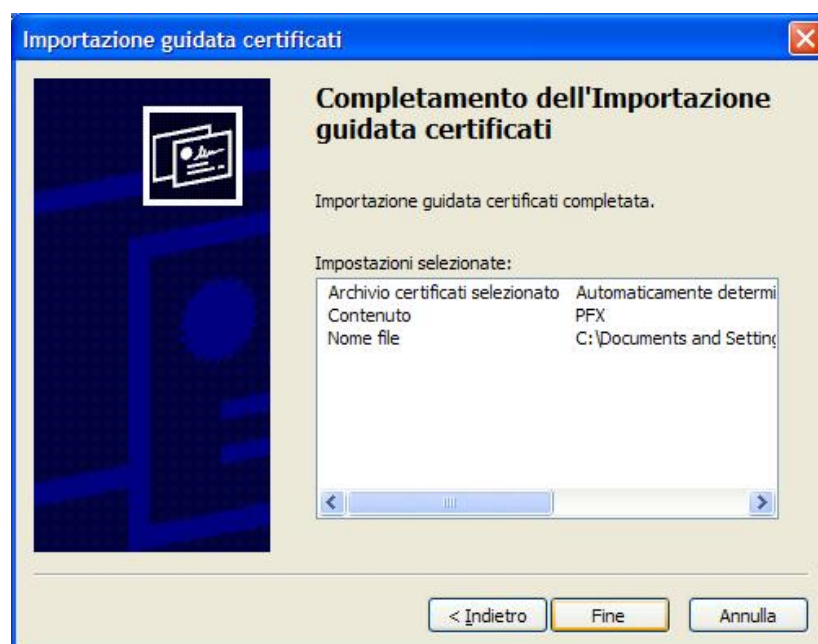 Importazione guidata certificati
Completamento dell'Importazione
guidata certificati
Importazione guidata certificati completata.
Impostazioni selezionate:
Archivio certificati selezionato Automaticamente determi
Contenuto PFX
Nome file C:\Documents and Setting
< Indietro Fine Annulla